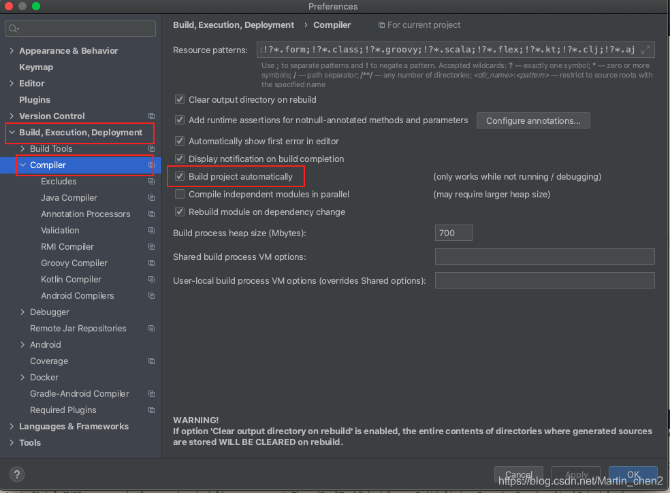 Preferences
Build, Execution, Deployment › Compiler For current project
Appearance & Behavior
Keymap
Editor
Plugins
Version Control
Build, Execution, Deployment
Build Tools
Compiler
Excludes
Java Compiler
Annotation Processors
Validation
RMI Compiler
Groovy Compiler
Kotlin Compiler
Android Compilers
Debugger
Remote Jar Repositories
Android
Coverage
Docker
Gradle-Android Compiler
Required Plugins
Languages & Frameworks
Tools
Resource patterns: :!?*.form;!?*.class;!?*.groovy;!?*.scala;!?*.flex;!?*.kt;!?*.clj;!?*.aj
Use ; to separate patterns and ! to negate a pattern. Accepted wildcards: ? — exactly one symbol; * — zero or more
symbols; / — path separator; /**/ — any number of directories; <dir_name>:<pattern> — restrict to source roots with
the specified name
Clear output directory on rebuild
Add runtime assertions for notnull-annotated methods and parameters Configure annotations...
Automatically show first error in editor
Display notification on build completion
Build project automatically (only works while not running / debugging)
Compile independent modules in parallel (may require larger heap size)
Rebuild module on dependency change
Build process heap size (Mbytes): 700
Shared build process VM options:
User-local build process VM options (overrides Shared options):
WARNING!
If option 'Clear output directory on rebuild' is enabled, the entire contents of directories where generated sources
are stored WILL BE CLEARED on rebuild.
? Cancel Apply OK
https://blog.csdn.net/Martin_chen2